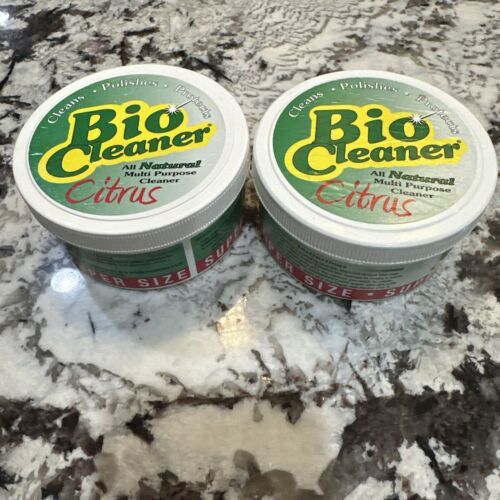 Cleans • Polishes • Protects
Bio
Cleaner
All Natural
Multi Purpose
Cleaner
Citrus
SIZE
Cleans • Polishes • Protects
Bio
Cleaner
All Natural
Multi Purpose
Cleaner
Citrus
SIZE •